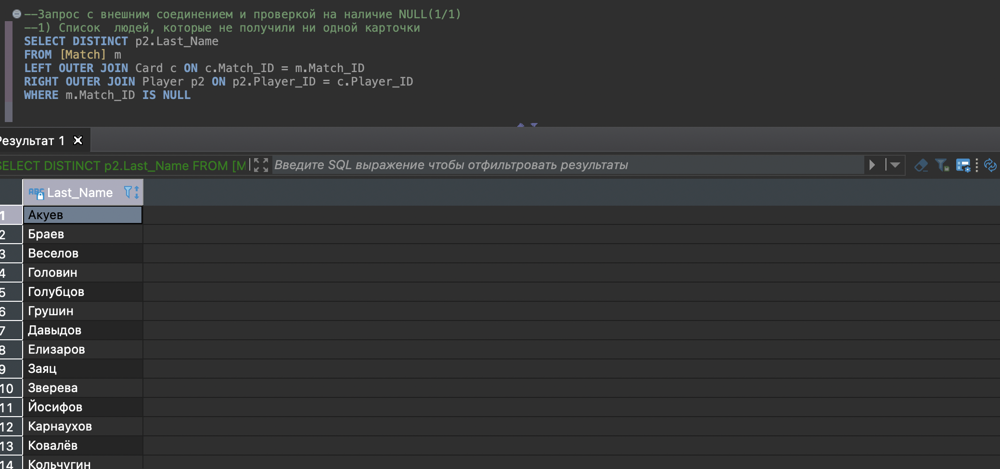 --Запрос с внешним соединением и проверкой на наличие NULL(1/1)
--1) Список  людей, которые не получили ни одной карточки
SELECT DISTINCT p2.Last_Name
FROM [Match] m
LEFT OUTER JOIN Card c ON c.Match_ID = m.Match_ID
RIGHT OUTER JOIN Player p2 ON p2.Player_ID = c.Player_ID
WHERE m.Match_ID IS NULL
Результат 1
SELECT DISTINCT p2.Last_Name FROM [M
Введите SQL выражение чтобы отфильтровать результаты
ABC Last_Name
1 Акуев
2 Браев
3 Веселов
4 Головин
5 Голубцов
6 Грушин
7 Давыдов
8 Елизаров
9 Заяц
10 Зверева
11 Йосифов
12 Карнаухов
13 Ковалёв
14 Кольчугин